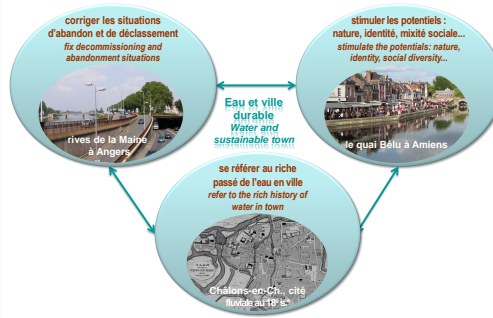 corriger les situations
d'abandon et de déclassement
fix decommissioning and
abandonment situations
rives de la Maine
à Angers
stimuler les potentiels :
nature, identité, mixité sociale...
stimulate the potentials: nature,
identity, social diversity...
le quai Bélu à Amiens
Eau et ville
durable
Water and
sustainable town
se référer au riche
passé de l'eau en ville
refer to the rich history of
water in town
Châlons-en-Ch., cité
fluviale au 18e s.*